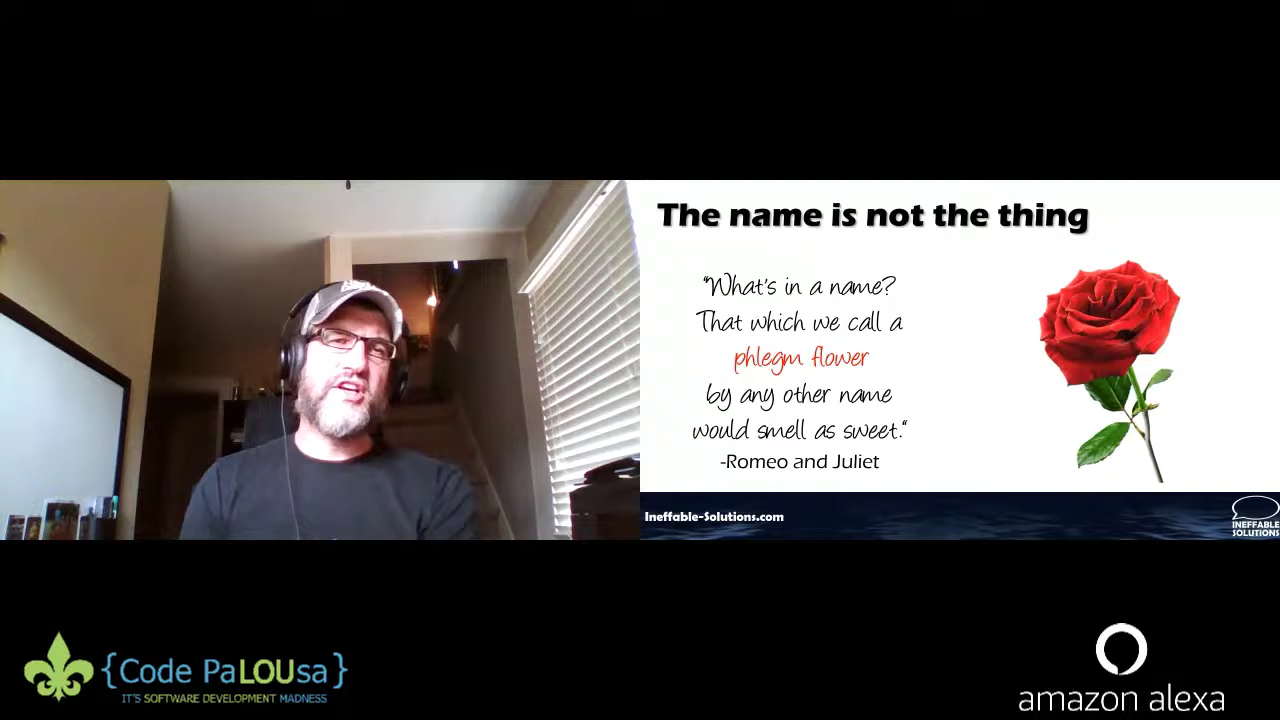 The name is not the thing
“What's in a name?
That which we call a
phlegm flower
by any other name
would smell as sweet.“
-Romeo and Juliet
Ineffable-Solutions.com
INEFFABLE
SOLUTIONS
{Code PaLOUsa}
IT'S SOFTWARE DEVELOPMENT MADNESS
amazon alexa